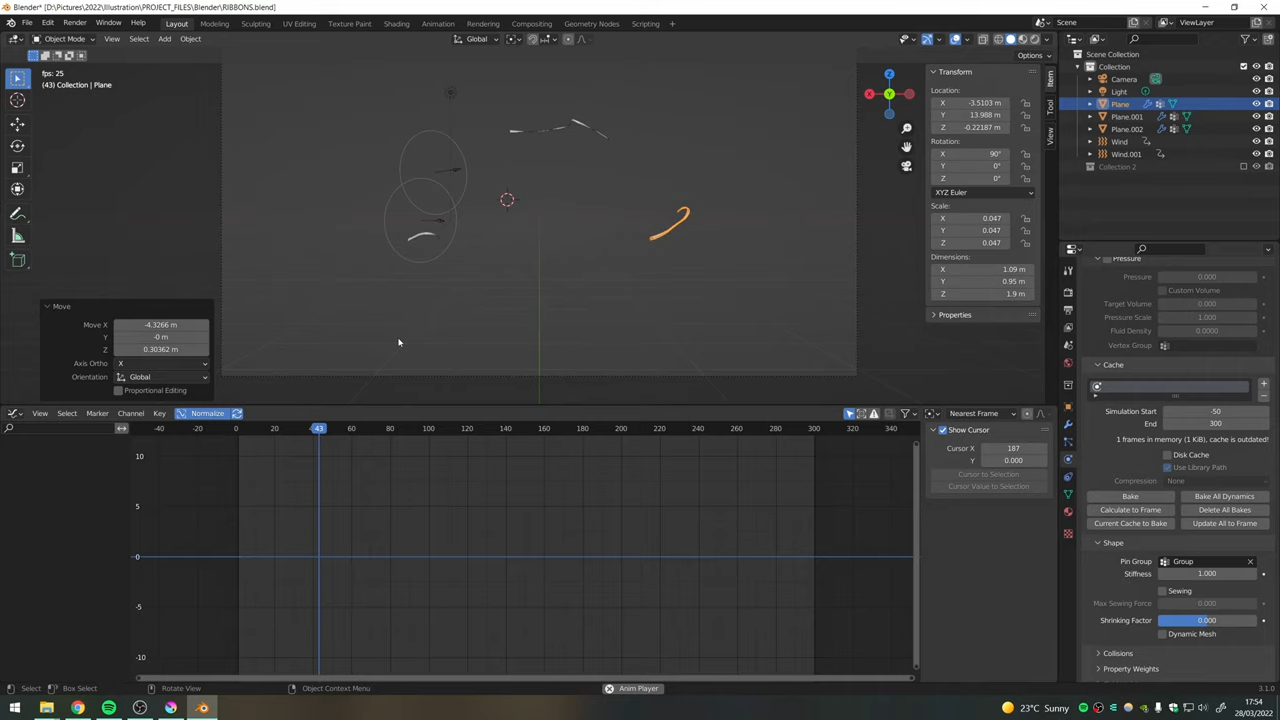 Blender* [D:\Pictures\2022\Illustration\PROJECT_FILES\Blender\RIBBONS.blend]
File Edit Render Window Help Layout Modeling Sculpting UV Editing Texture Paint Shading Animation Rendering Compositing Geometry Nodes Scripting + Scene ViewLayer
Object Mode View Select Add Object Global
Options
fps: 25
(43) Collection | Plane
Move
Move X -4.3266 m
Y -0 m
Z 0.30362 m
Axis Ortho X
Orientation Global
Proportional Editing
X
Y
Z
Transform
Location:
X -3.5103 m
Y 13.988 m
Z -0.22187 m
Rotation:
X 90°
Y 0°
Z 0°
XYZ Euler
Scale:
X 0.047
Y 0.047
Z 0.047
Dimensions:
X 1.09 m
Y 0.95 m
Z 1.9 m
Properties
Item
Tool
View
Scene Collection
Collection
Camera
Light
Plane
Plane.001
Plane.002
Wind
Wind.001
Collection 2
Pressure
Pressure 0.000
Custom Volume
Target Volume 0.000
Pressure Scale 1.000
Fluid Density 0.0000
Vertex Group
Cache
Simulation Start -50
End 300
1 frames in memory (1 KiB), cache is outdated!
Disk Cache
Use Library Path
Compression None
Bake Bake All Dynamics
Calculate to Frame Delete All Bakes
Current Cache to Bake Update All to Frame
Shape
Pin Group Group
Stiffness 1.000
Sewing
Max Sewing Force 0.000
Shrinking Factor 0.000
Dynamic Mesh
Collisions
Property Weights
View Select Marker Channel Key Normalize Nearest Frame
-40 -20 0 43 60 80 100 120 140 160 180 200 220 240 260 280 300 320 340
10
5
0
-5
-10
Show Cursor
Cursor X 187
Y 0.000
Cursor to Selection
Cursor Value to Selection
Select Box Select Rotate View Object Context Menu Anim Player 3.1.0
23°C Sunny
17:54
28/03/2022